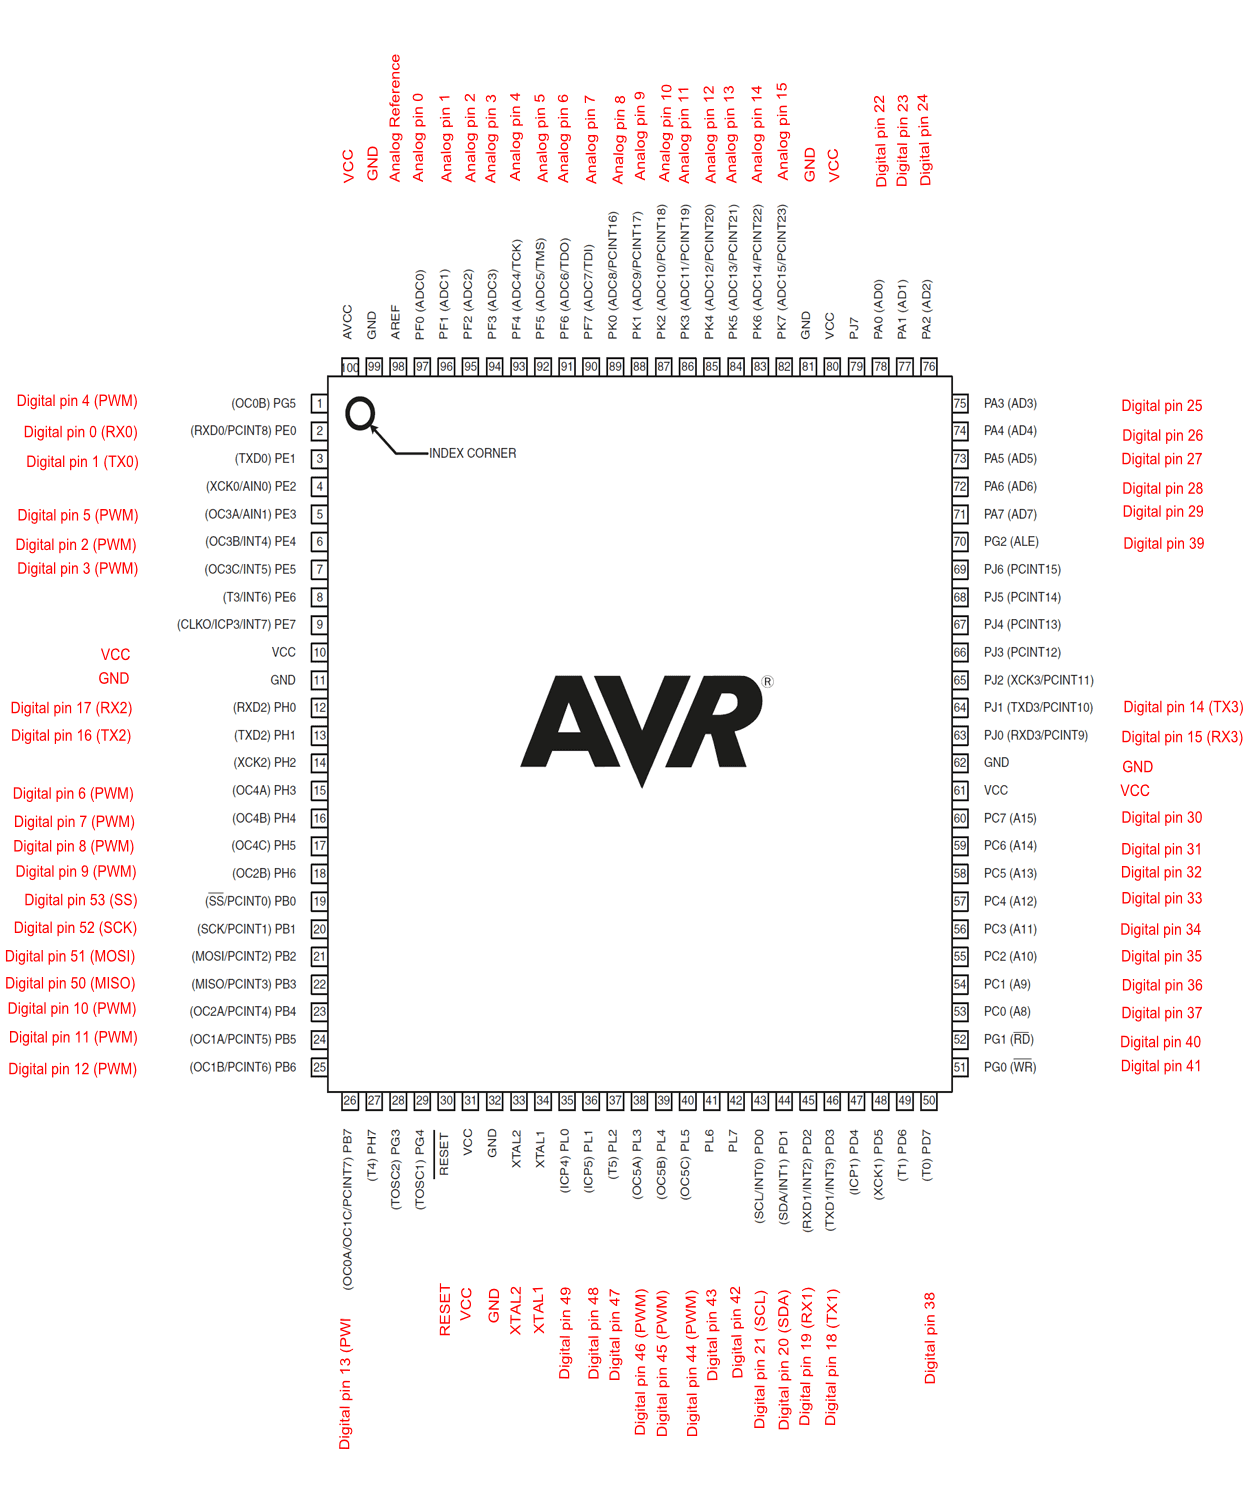 VCC
GND
Analog Reference
Analog pin 0
Analog pin 1
Analog pin 2
Analog pin 3
Analog pin 4
Analog pin 5
Analog pin 6
Analog pin 7
Analog pin 8
Analog pin 9
Analog pin 10
Analog pin 11
Analog pin 12
Analog pin 13
Analog pin 14
Analog pin 15
GND
VCC
Digital pin 22
Digital pin 23
Digital pin 24
AVCC
GND
AREF
PF0 (ADC0)
PF1 (ADC1)
PF2 (ADC2)
PF3 (ADC3)
PF4 (ADC4/TCK)
PF5 (ADC5/TMS)
PF6 (ADC6/TDO)
PF7 (ADC7/TDI)
PK0 (ADC8/PCINT16)
PK1 (ADC9/PCINT17)
PK2 (ADC10/PCINT18)
PK3 (ADC11/PCINT19)
PK4 (ADC12/PCINT20)
PK5 (ADC13/PCINT21)
PK6 (ADC14/PCINT22)
PK7 (ADC15/PCINT23)
GND
VCC
PJ7
PA0 (AD0)
PA1 (AD1)
PA2 (AD2)
100 99 98 97 96 95 94 93 92 91 90 89 88 87 86 85 84 83 82 81 80 79 78 77 76
Digital pin 4 (PWM) (OC0B) PG5 1 75 PA3 (AD3) Digital pin 25
INDEX CORNER
Digital pin 0 (RX0) (RXD0/PCINT8) PE0 2 74 PA4 (AD4) Digital pin 26
Digital pin 1 (TX0) (TXD0) PE1 3 73 PA5 (AD5) Digital pin 27
(XCK0/AIN0) PE2 4 72 PA6 (AD6) Digital pin 28
Digital pin 5 (PWM) (OC3A/AIN1) PE3 5 71 PA7 (AD7) Digital pin 29
Digital pin 2 (PWM) (OC3B/INT4) PE4 6 70 PG2 (ALE) Digital pin 39
Digital pin 3 (PWM) (OC3C/INT5) PE5 7 69 PJ6 (PCINT15)
(T3/INT6) PE6 8 68 PJ5 (PCINT14)
(CLKO/ICP3/INT7) PE7 9 67 PJ4 (PCINT13)
VCC VCC 10 66 PJ3 (PCINT12)
GND GND 11 65 PJ2 (XCK3/PCINT11)
AVR®
Digital pin 17 (RX2) (RXD2) PH0 12 64 PJ1 (TXD3/PCINT10) Digital pin 14 (TX3)
Digital pin 16 (TX2) (TXD2) PH1 13 63 PJ0 (RXD3/PCINT9) Digital pin 15 (RX3)
(XCK2) PH2 14 62 GND GND
Digital pin 6 (PWM) (OC4A) PH3 15 61 VCC VCC
Digital pin 7 (PWM) (OC4B) PH4 16 60 PC7 (A15) Digital pin 30
Digital pin 8 (PWM) (OC4C) PH5 17 59 PC6 (A14) Digital pin 31
Digital pin 9 (PWM) (OC2B) PH6 18 58 PC5 (A13) Digital pin 32
Digital pin 53 (SS) (SS/PCINT0) PB0 19 57 PC4 (A12) Digital pin 33
Digital pin 52 (SCK) (SCK/PCINT1) PB1 20 56 PC3 (A11) Digital pin 34
Digital pin 51 (MOSI) (MOSI/PCINT2) PB2 21 55 PC2 (A10) Digital pin 35
Digital pin 50 (MISO) (MISO/PCINT3) PB3 22 54 PC1 (A9) Digital pin 36
Digital pin 10 (PWM) (OC2A/PCINT4) PB4 23 53 PC0 (A8) Digital pin 37
Digital pin 11 (PWM) (OC1A/PCINT5) PB5 24 52 PG1 (RD) Digital pin 40
Digital pin 12 (PWM) (OC1B/PCINT6) PB6 25 51 PG0 (WR) Digital pin 41
26 27 28 29 30 31 32 33 34 35 36 37 38 39 40 41 42 43 44 45 46 47 48 49 50
(OC0A/OC1C/PCINT7) PB7
(T4) PH7
(TOSC2) PG3
(TOSC1) PG4
RESET
VCC
GND
XTAL2
XTAL1
(ICP4) PL0
(ICP5) PL1
(T5) PL2
(OC5A) PL3
(OC5B) PL4
(OC5C) PL5
PL6
PL7
(SCL/INT0) PD0
(SDA/INT1) PD1
(RXD1/INT2) PD2
(TXD1/INT3) PD3
(ICP1) PD4
(XCK1) PD5
(T1) PD6
(T0) PD7
Digital pin 13 (PWI
RESET
VCC
GND
XTAL2
XTAL1
Digital pin 49
Digital pin 48
Digital pin 47
Digital pin 46 (PWM)
Digital pin 45 (PWM)
Digital pin 44 (PWM)
Digital pin 43
Digital pin 42
Digital pin 21 (SCL)
Digital pin 20 (SDA)
Digital pin 19 (RX1)
Digital pin 18 (TX1)
Digital pin 38